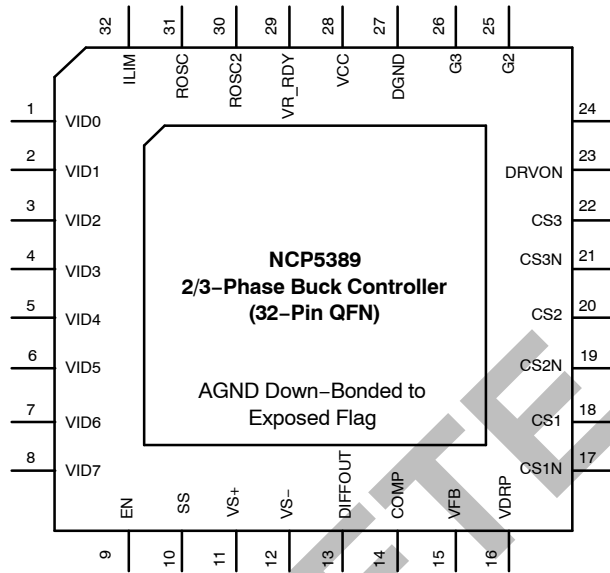 32 31 30 29 28 27 26 25
ILIM ROSC ROSC2 VR_RDY VCC DGND G3 G2
1 VID0
2 VID1
3 VID2
4 VID3
5 VID4
6 VID5
7 VID6
8 VID7
NCP5389
2/3–Phase Buck Controller
(32–Pin QFN)
AGND Down–Bonded to
Exposed Flag
24
DRVON 23
CS3 22
CS3N 21
CS2 20
CS2N 19
CS1 18
CS1N 17
EN SS VS+ VS– DIFFOUT COMP VFB VDRP
9 10 11 12 13 14 15 16
ETE